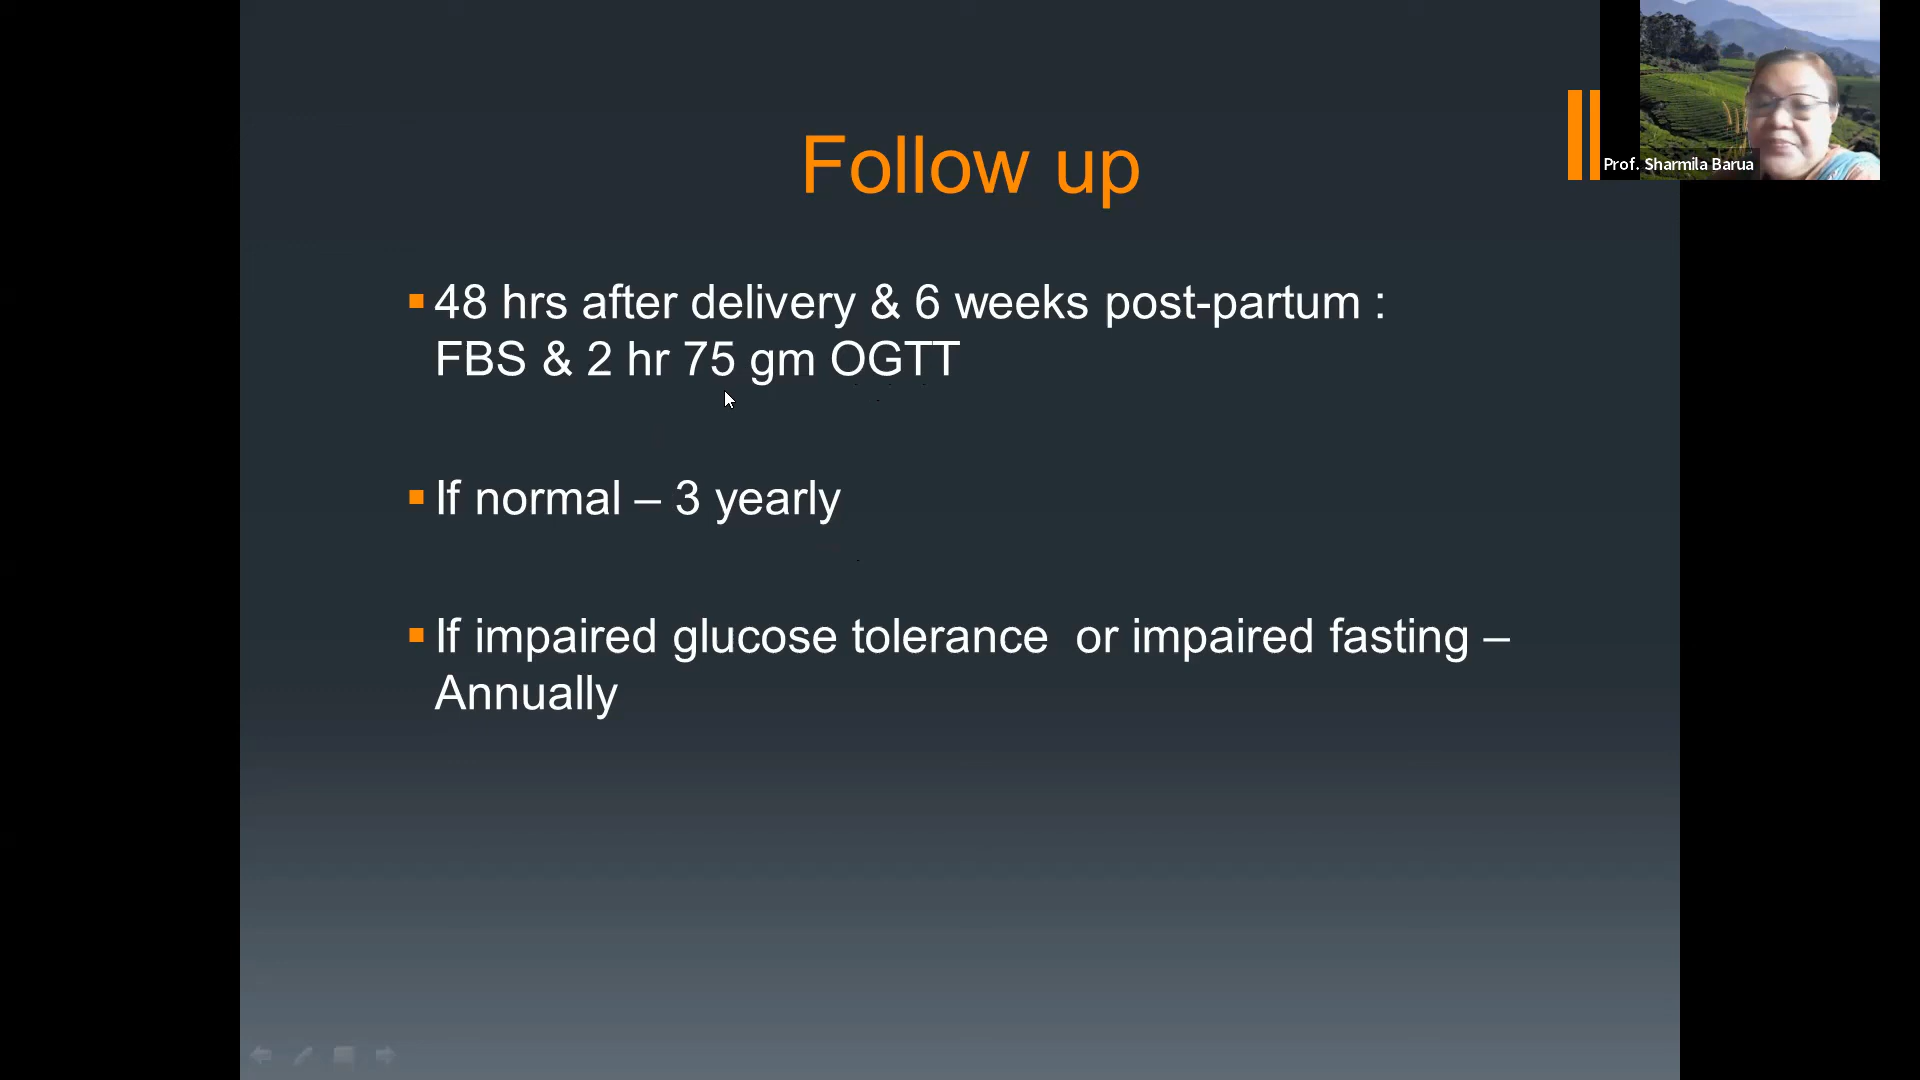 Follow up
Prof. Sharmila Barua
48 hrs after delivery & 6 weeks post-partum :
FBS & 2 hr 75 gm OGTT
If normal – 3 yearly
If impaired glucose tolerance or impaired fasting –
Annually